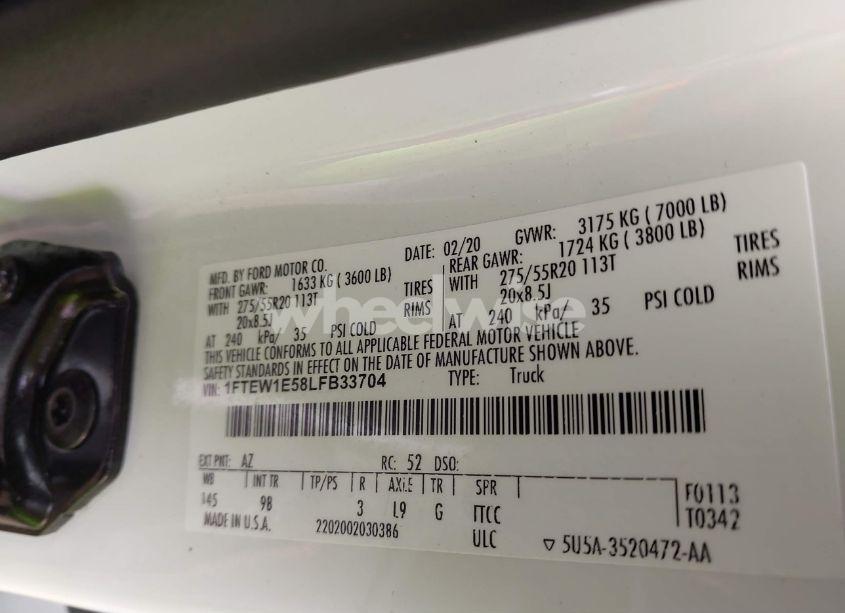 MFD. BY FORD MOTOR CO. DATE: 02/20 GVWR: 3175 KG ( 7000 LB)
FRONT GAWR: 1633 KG ( 3600 LB) REAR GAWR: 1724 KG ( 3800 LB)
WITH 275/55R20 113T TIRES WITH 275/55R20 113T TIRES
20x8.5J RIMS 20x8.5J RIMS
AT 240 kPa/ 35 PSI COLD AT 240 kPa/ 35 PSI COLD
THIS VEHICLE CONFORMS TO ALL APPLICABLE FEDERAL MOTOR VEHICLE
SAFETY STANDARDS IN EFFECT ON THE DATE OF MANUFACTURE SHOWN ABOVE.
VIN: 1FTEW1E58LFB33704 TYPE: Truck
EXT PNT: AZ RC: 52 DSO:
WB INT TR TP/PS R AXLE TR SPR F0113
145 9B 3 L9 G ITCC T0342
MADE IN U.S.A. 2202002030386 ULC ▽ 5U5A-3520472-AA
wheelwise